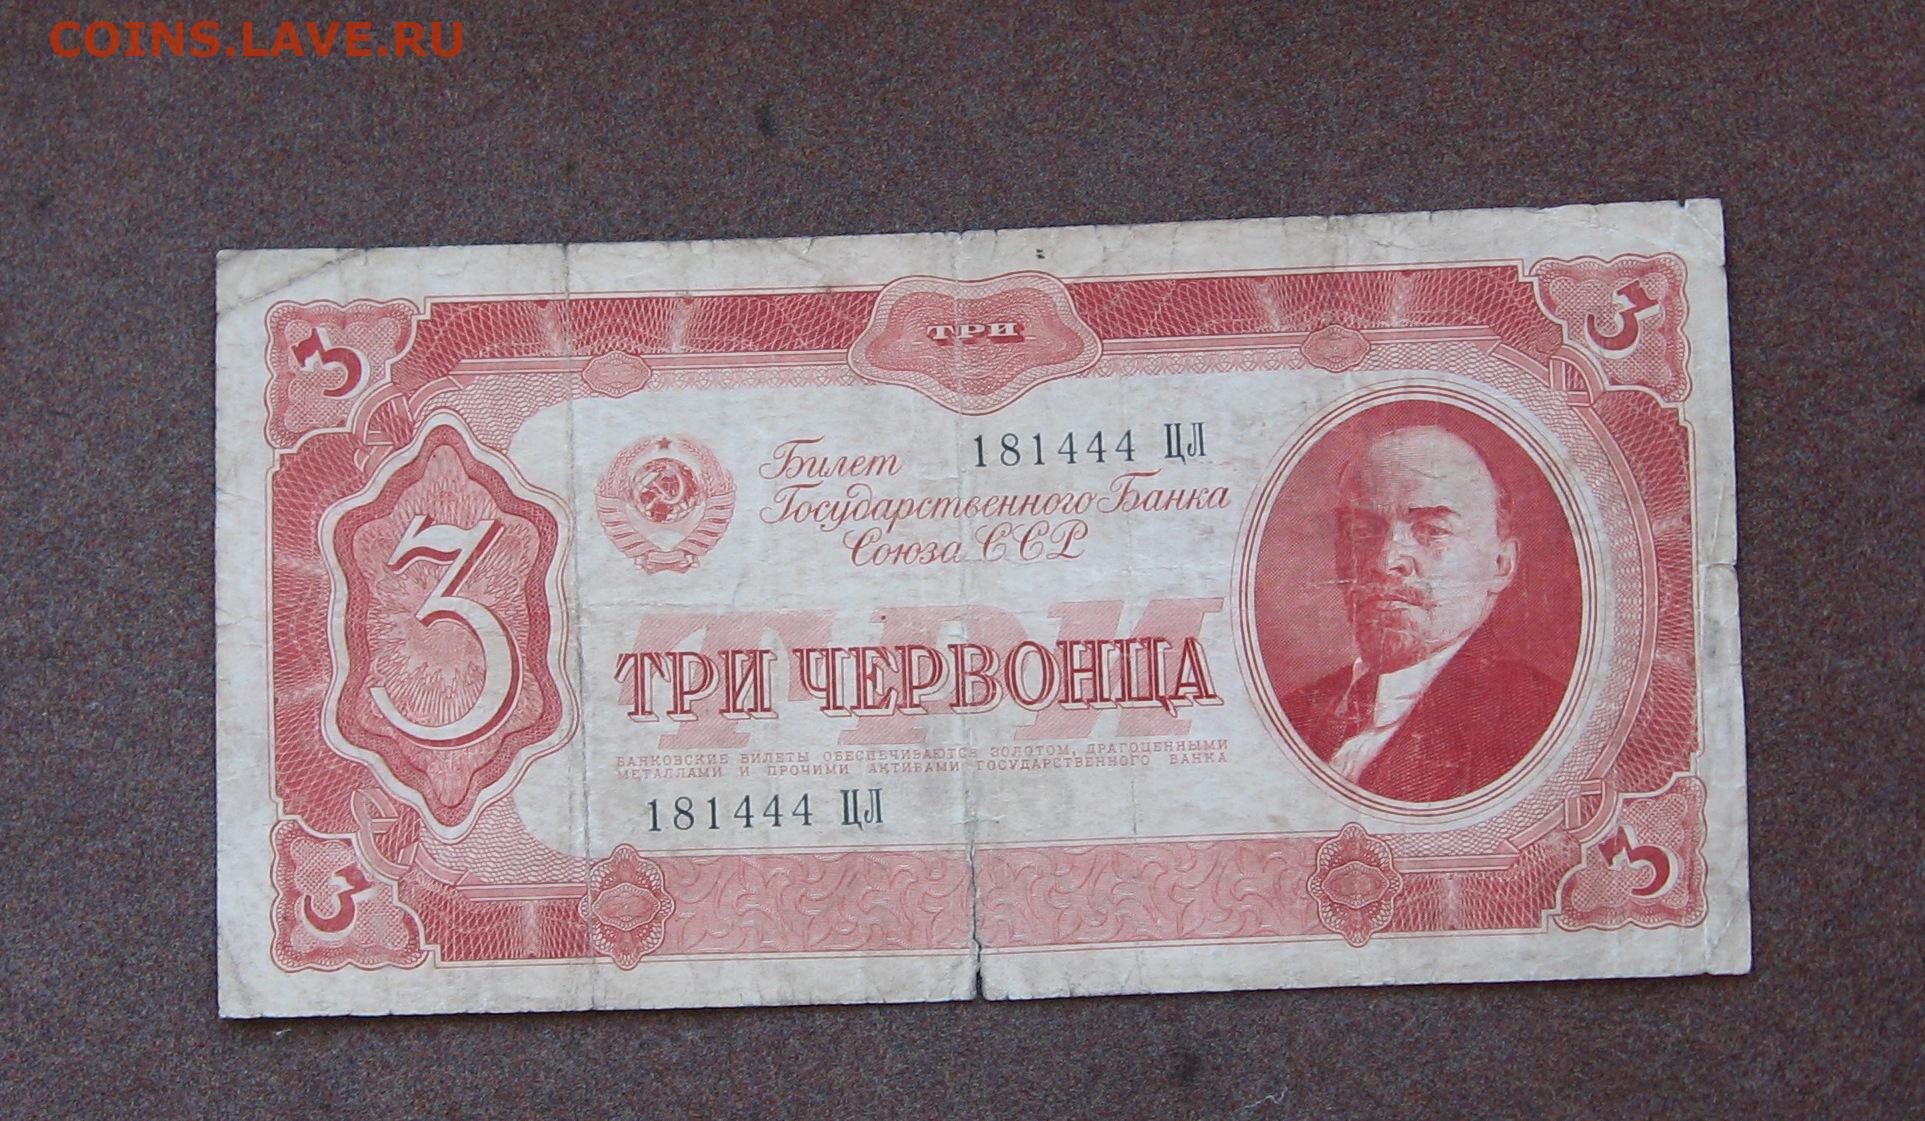 COINS.LAVE.RU
3
ТРИ
3
181444 ЦЛ
Билет
Государственного Банка
Союза ССР
3
ТРИ
ТРИ ЧЕРВОНЦА
БАНКОВСКИЕ БИЛЕТЫ ОБЕСПЕЧИВАЮТСЯ ЗОЛОТОМ, ДРАГОЦЕННЫМИ
МЕТАЛЛАМИ И ПРОЧИМИ АКТИВАМИ ГОСУДАРСТВЕННОГО БАНКА
181444 ЦЛ
3
3